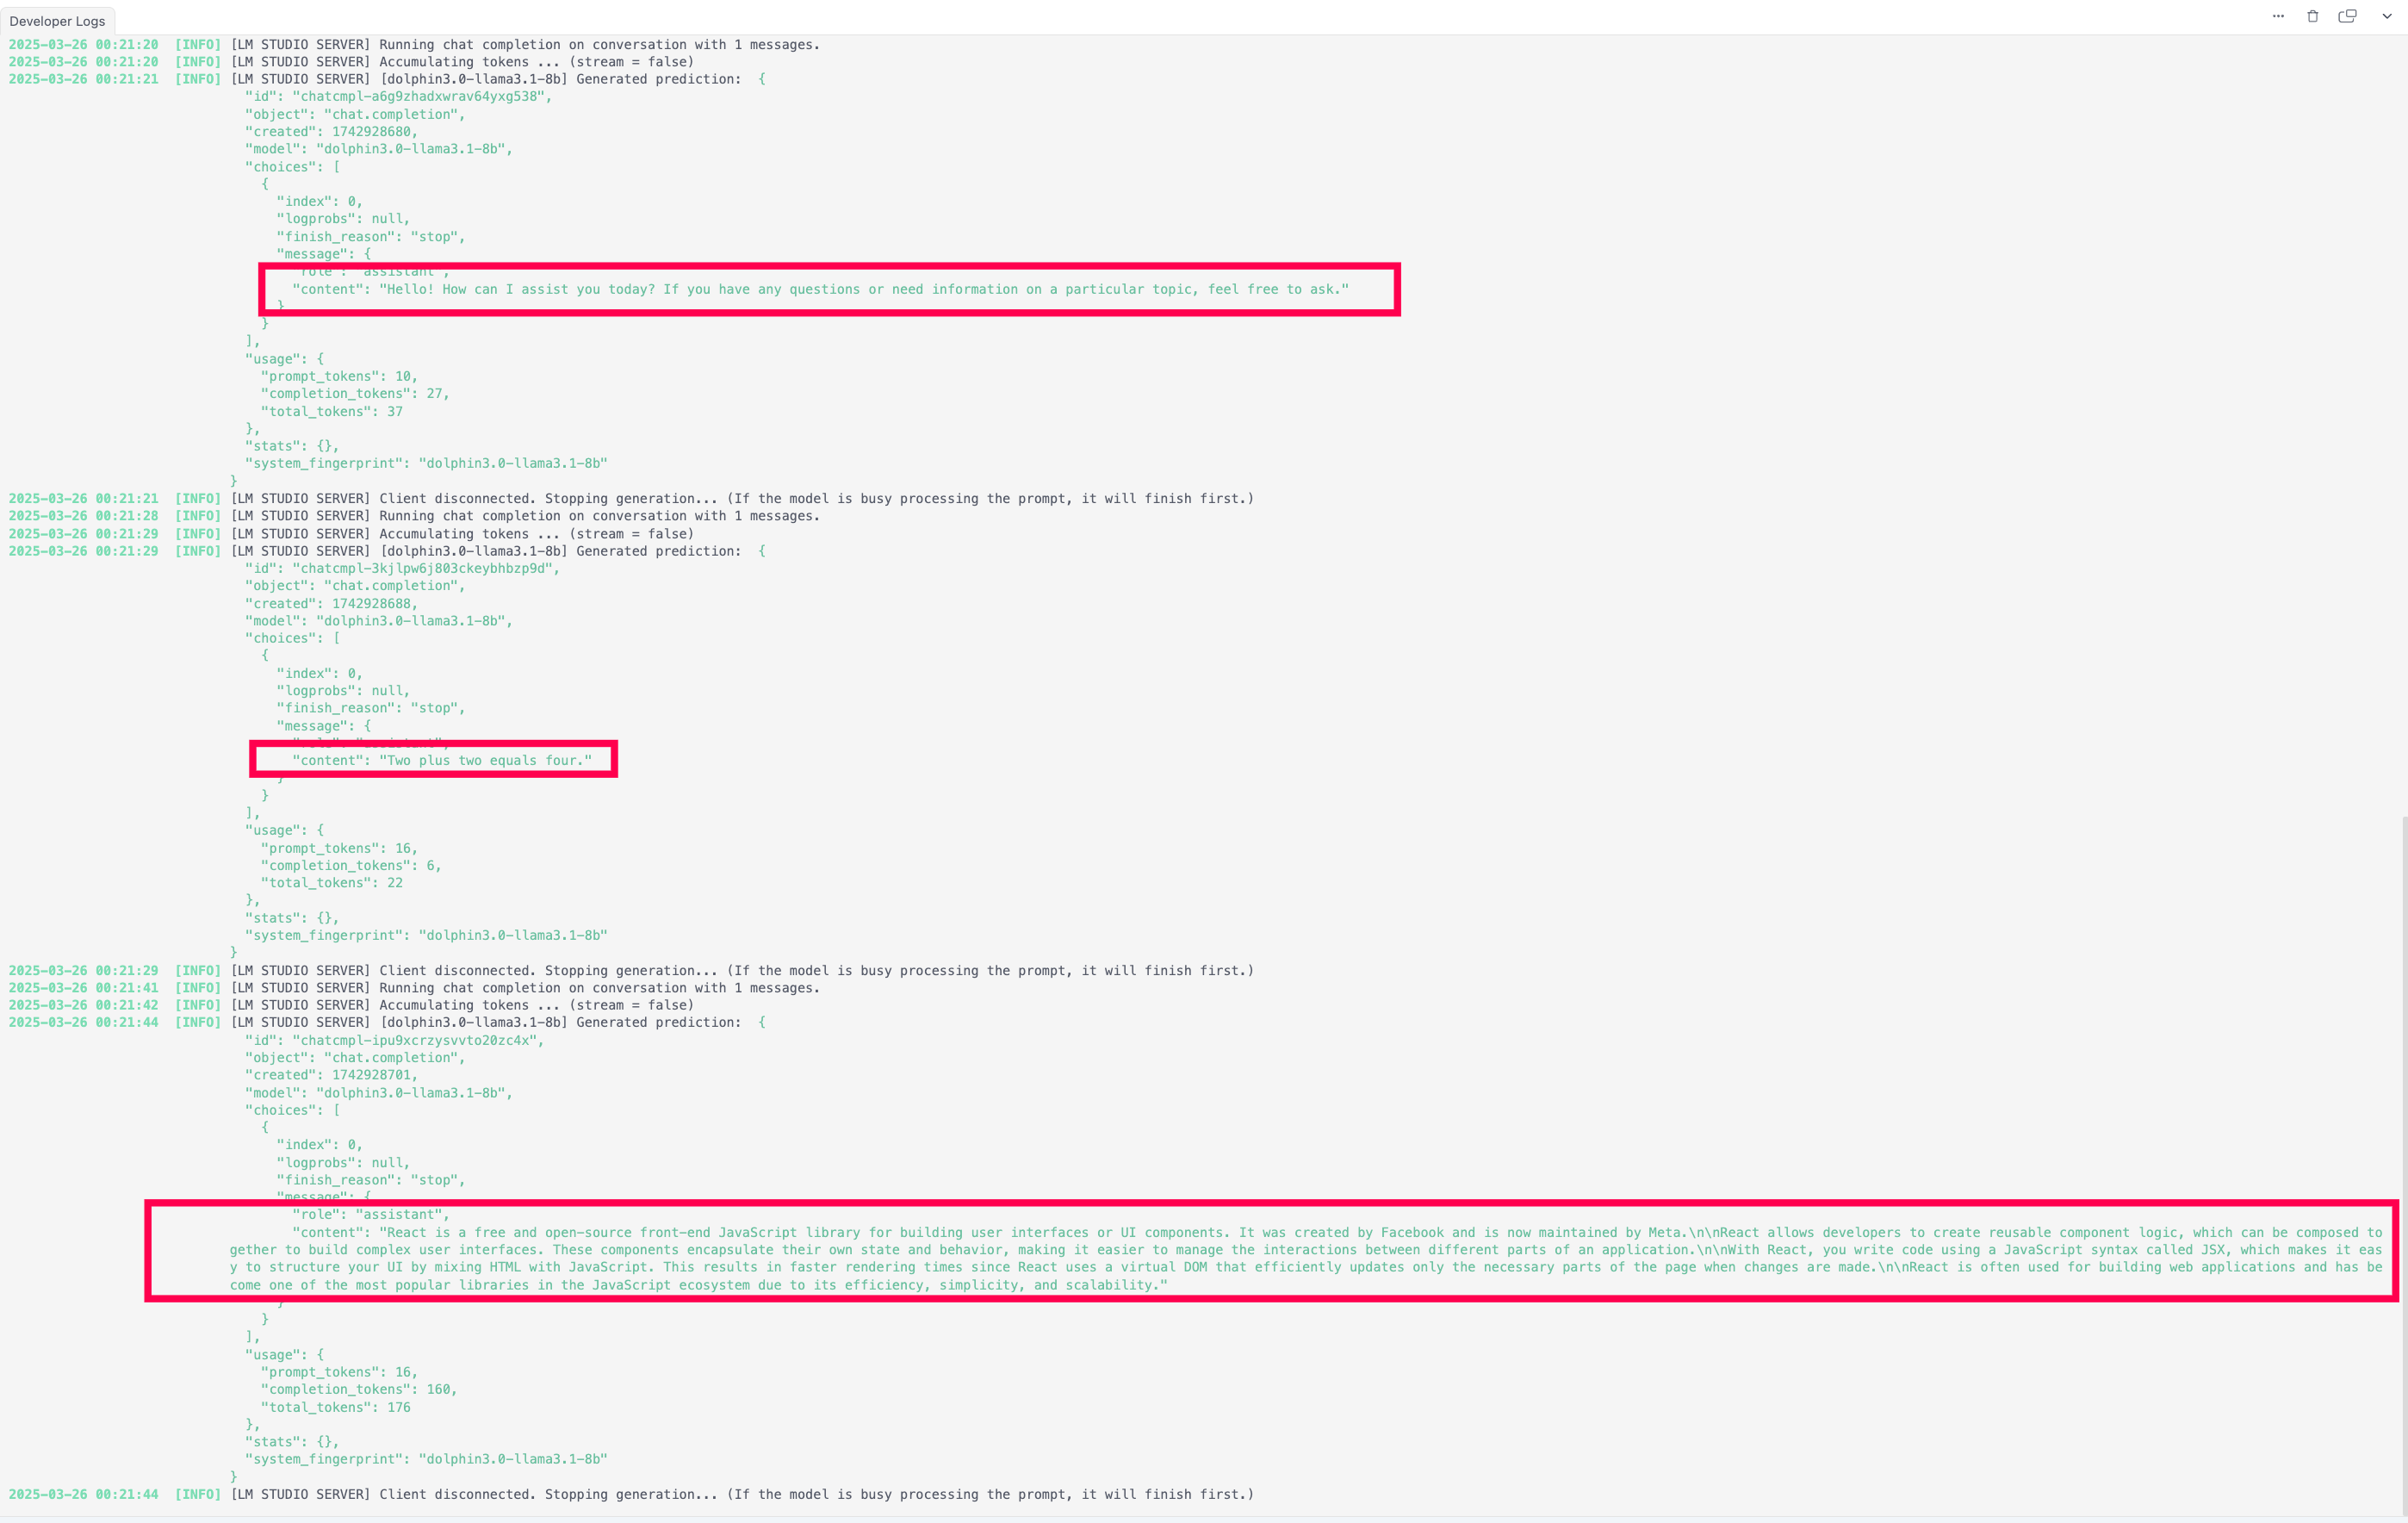 Developer Logs
2025-03-26 00:21:20 [INFO] [LM STUDIO SERVER] Running chat completion on conversation with 1 messages.
2025-03-26 00:21:20 [INFO] [LM STUDIO SERVER] Accumulating tokens ... (stream = false)
2025-03-26 00:21:21 [INFO] [LM STUDIO SERVER] [dolphin3.0-llama3.1-8b] Generated prediction: {
"id": "chatcmpl-a6g9zhadxwrav64yxg538",
"object": "chat.completion",
"created": 1742928680,
"model": "dolphin3.0-llama3.1-8b",
"choices": [
{
"index": 0,
"logprobs": null,
"finish_reason": "stop",
"message": {
"role": "assistant",
"content": "Hello! How can I assist you today? If you have any questions or need information on a particular topic, feel free to ask."
}
}
],
"usage": {
"prompt_tokens": 10,
"completion_tokens": 27,
"total_tokens": 37
},
"stats": {},
"system_fingerprint": "dolphin3.0-llama3.1-8b"
}
2025-03-26 00:21:21 [INFO] [LM STUDIO SERVER] Client disconnected. Stopping generation... (If the model is busy processing the prompt, it will finish first.)
2025-03-26 00:21:28 [INFO] [LM STUDIO SERVER] Running chat completion on conversation with 1 messages.
2025-03-26 00:21:29 [INFO] [LM STUDIO SERVER] Accumulating tokens ... (stream = false)
2025-03-26 00:21:29 [INFO] [LM STUDIO SERVER] [dolphin3.0-llama3.1-8b] Generated prediction: {
"id": "chatcmpl-3kjlpw6j803ckeybhbzp9d",
"object": "chat.completion",
"created": 1742928688,
"model": "dolphin3.0-llama3.1-8b",
"choices": [
{
"index": 0,
"logprobs": null,
"finish_reason": "stop",
"message": {
"content": "Two plus two equals four."
}
}
],
"usage": {
"prompt_tokens": 16,
"completion_tokens": 6,
"total_tokens": 22
},
"stats": {},
"system_fingerprint": "dolphin3.0-llama3.1-8b"
}
2025-03-26 00:21:29 [INFO] [LM STUDIO SERVER] Client disconnected. Stopping generation... (If the model is busy processing the prompt, it will finish first.)
2025-03-26 00:21:41 [INFO] [LM STUDIO SERVER] Running chat completion on conversation with 1 messages.
2025-03-26 00:21:42 [INFO] [LM STUDIO SERVER] Accumulating tokens ... (stream = false)
2025-03-26 00:21:44 [INFO] [LM STUDIO SERVER] [dolphin3.0-llama3.1-8b] Generated prediction: {
"id": "chatcmpl-ipu9xcrzysvvto20zc4x",
"object": "chat.completion",
"created": 1742928701,
"model": "dolphin3.0-llama3.1-8b",
"choices": [
{
"index": 0,
"logprobs": null,
"finish_reason": "stop",
"message": {
"role": "assistant",
"content": "React is a free and open-source front-end JavaScript library for building user interfaces or UI components. It was created by Facebook and is now maintained by Meta.\n\nReact allows developers to create reusable component logic, which can be composed to
gether to build complex user interfaces. These components encapsulate their own state and behavior, making it easier to manage the interactions between different parts of an application.\n\nWith React, you write code using a JavaScript syntax called JSX, which makes it eas
y to structure your UI by mixing HTML with JavaScript. This results in faster rendering times since React uses a virtual DOM that efficiently updates only the necessary parts of the page when changes are made.\n\nReact is often used for building web applications and has be
come one of the most popular libraries in the JavaScript ecosystem due to its efficiency, simplicity, and scalability."
}
}
],
"usage": {
"prompt_tokens": 16,
"completion_tokens": 160,
"total_tokens": 176
},
"stats": {},
"system_fingerprint": "dolphin3.0-llama3.1-8b"
}
2025-03-26 00:21:44 [INFO] [LM STUDIO SERVER] Client disconnected. Stopping generation... (If the model is busy processing the prompt, it will finish first.)